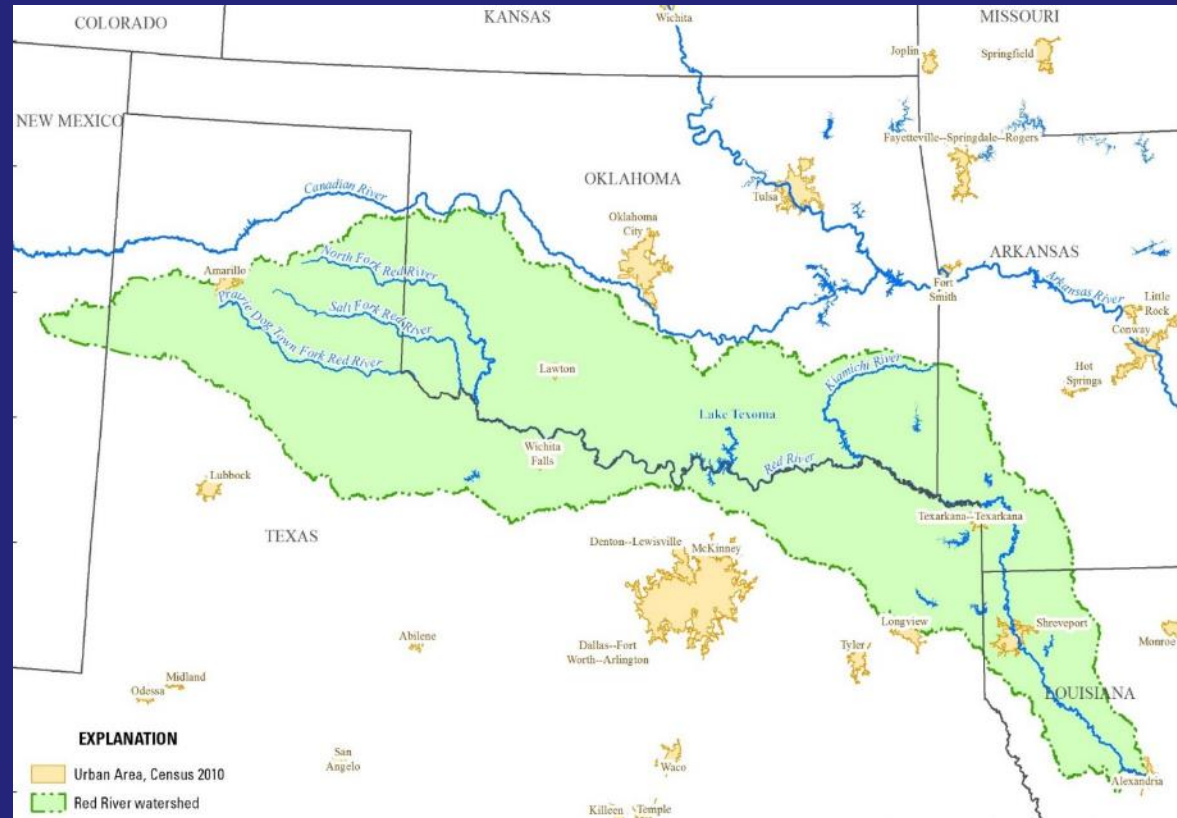 COLORADO
KANSAS
MISSOURI
Wichita
Joplin
Springfield
NEW MEXICO
Fayetteville--Springdale--Rogers
Canadian River
OKLAHOMA
Tulsa
Oklahoma
City
ARKANSAS
North Fork Red River
Amarillo
Fort
Smith
Arkansas River
Little
Rock
Salt Fork Red River
Prairie Dog Town Fork Red River
Conway
Lawton
Kiamichi River
Hot
Springs
Lake Texoma
Wichita
Falls
Red River
Lubbock
Texarkana--Texarkana
TEXAS
Denton--Lewisville
McKinney
Longview
Shreveport
Abilene
Dallas--Fort
Worth--Arlington
Tyler
Monroe
Midland
Odessa
LOUISIANA
EXPLANATION
Urban Area, Census 2010
Red River watershed
San
Angelo
Waco
Alexandria
Killeen
Temple